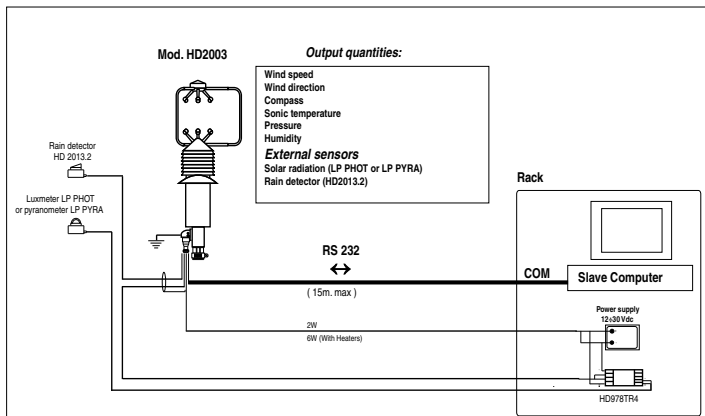 Mod. HD2003
Output quantities:
Wind speed
Wind direction
Compass
Sonic temperature
Pressure
Humidity
External sensors
Solar radiation (LP PHOT or LP PYRA)
Rain detector (HD2013.2)
Rain detector
HD 2013.2
Luxmeter LP PHOT
or pyranometer LP PYRA
Rack
RS 232
( 15m. max )
COM
Slave Computer
Power supply
12÷30 Vdc
2W
6W (With Heaters)
HD978TR4